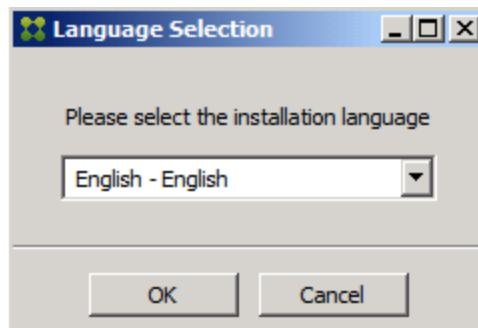 Language Selection
Please select the installation language
English - English
OK
Cancel